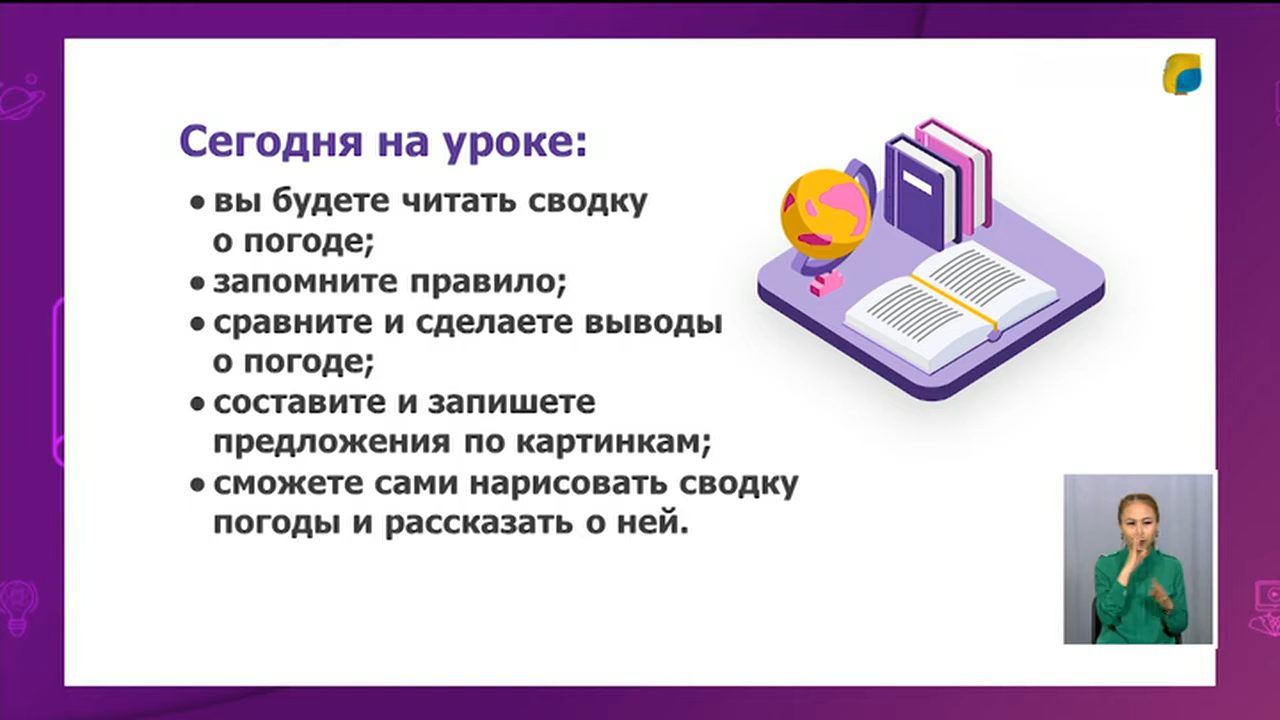 Сегодня на уроке:
• вы будете читать сводку
о погоде;
• запомните правило;
• сравните и сделаете выводы
о погоде;
• составите и запишете
предложения по картинкам;
• сможете сами нарисовать сводку
погоды и рассказать о ней.